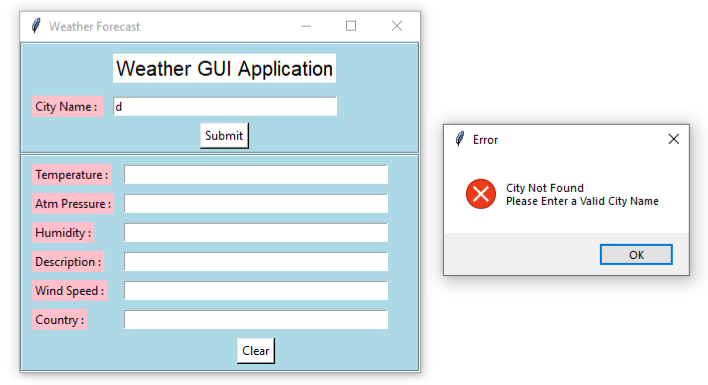 Weather Forecast
Weather GUI Application
City Name :
d
Submit
Temperature :
Atm Pressure :
Humidity :
Description :
Wind Speed :
Country :
Clear
Error
City Not Found
Please Enter a Valid City Name
OK